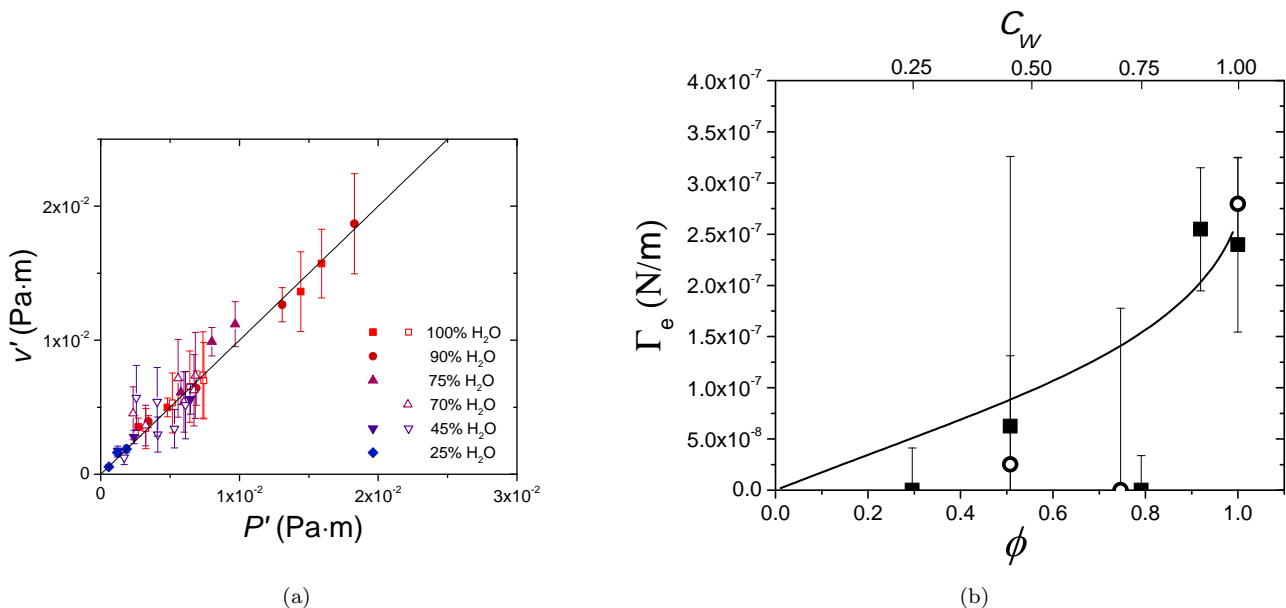 2x10⁻²
1x10⁻²
0
v' (Pa·m)
0
1x10⁻²
2x10⁻²
3x10⁻²
P' (Pa·m)
100% H₂O
90% H₂O
75% H₂O
70% H₂O
45% H₂O
25% H₂O
(a)
C_W
0.25
0.50
0.75
1.00
4.0x10⁻⁷
3.5x10⁻⁷
3.0x10⁻⁷
2.5x10⁻⁷
2.0x10⁻⁷
1.5x10⁻⁷
1.0x10⁻⁷
5.0x10⁻⁸
0.0
Γ_e (N/m)
0.0
0.2
0.4
0.6
0.8
1.0
ϕ
(b)